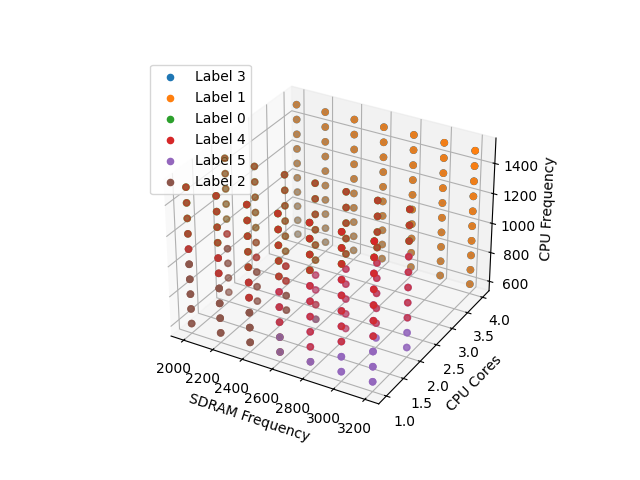 Label 3
Label 1
Label 0
Label 4
Label 5
Label 2
1400
1200
1000
800
600
CPU Frequency
4.0
3.5
3.0
2.5
2.0
1.5
1.0
CPU Cores
2000
2200
2400
2600
2800
3000
3200
SDRAM Frequency